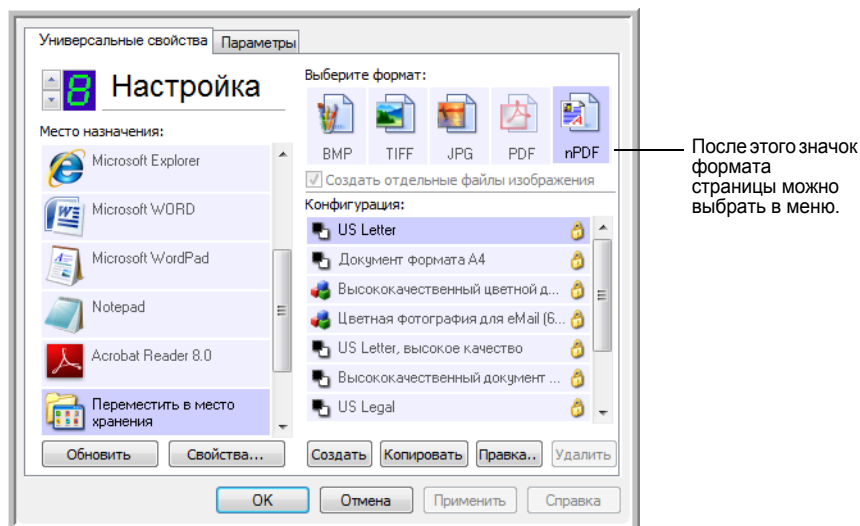 Универсальные свойства Параметры
8 Настройка
Место назначения:
Microsoft Explorer
Microsoft WORD
Microsoft WordPad
Notepad
Acrobat Reader 8.0
Переместить в место
хранения
Обновить Свойства...
Выберите формат:
BMP TIFF JPG PDF nPDF
Создать отдельные файлы изображения
Конфигурация:
US Letter
Документ формата A4
Высококачественный цветной д...
Цветная фотография для eMail (6...
US Letter, высокое качество
Высококачественный документ ...
US Legal
Создать Копировать Правка.. Удалить
OK Отмена Применить Справка
После этого значок
формата
страницы можно
выбрать в меню.